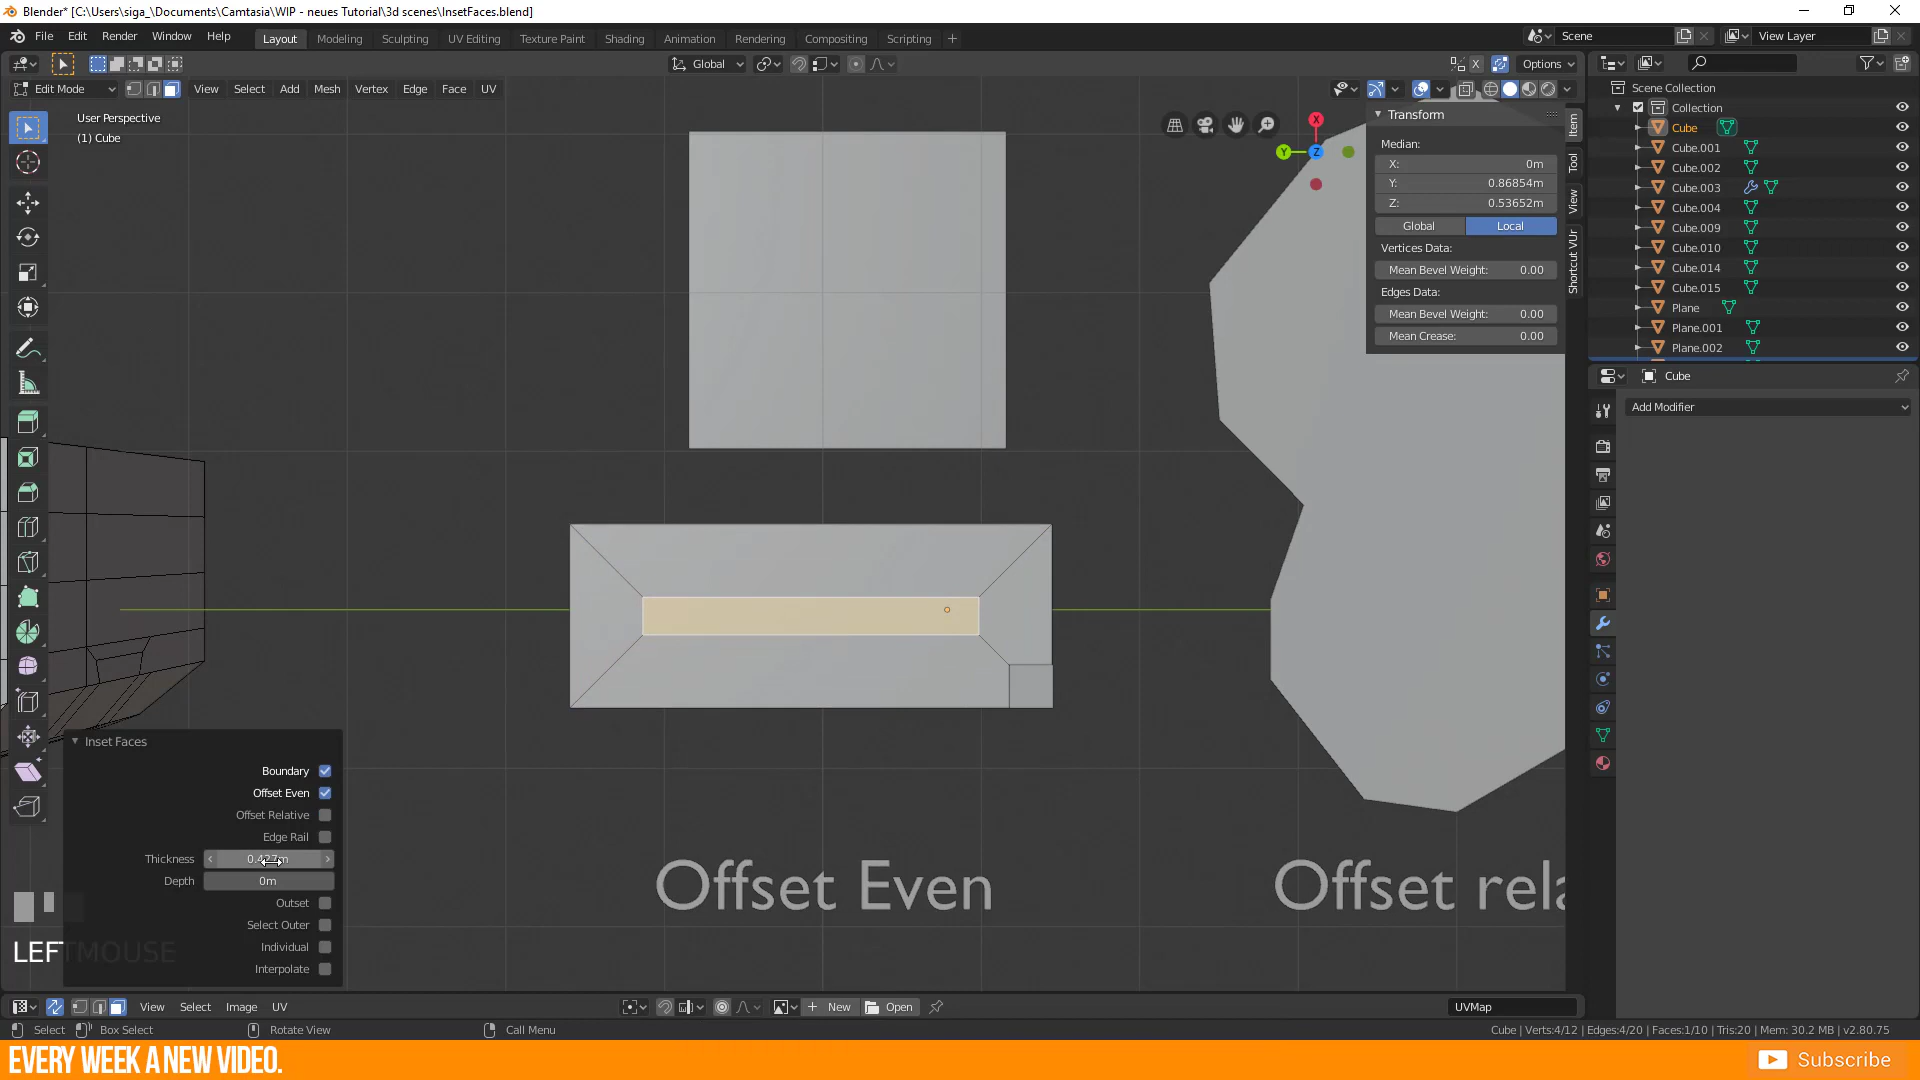 Blender* [C:\Users\siga_\Documents\Camtasia\WIP - neues Tutorial\3d scenes\InsetFaces.blend]
File Edit Render Window Help
Layout Modeling Sculpting UV Editing Texture Paint Shading Animation Rendering Compositing Scripting +
Scene
View Layer
Global
X
Options
Edit Mode
View Select Add Mesh Vertex Edge Face UV
User Perspective
(1) Cube
X
Y
Z
Transform
Median:
X: 0m
Y: 0.86854m
Z: 0.53652m
Global Local
Vertices Data:
Mean Bevel Weight: 0.00
Edges Data:
Mean Bevel Weight: 0.00
Mean Crease: 0.00
Item
Tool
View
Shortcut VUr
Scene Collection
Collection
Cube
Cube.001
Cube.002
Cube.003
Cube.004
Cube.009
Cube.010
Cube.014
Cube.015
Plane
Plane.001
Plane.002
Cube
Add Modifier
Inset Faces
Boundary
Offset Even
Offset Relative
Edge Rail
Thickness
Depth 0m
Outset
Select Outer
Individual
Interpolate
LEFTMOUSE
Offset Even
Offset rela
View Select Image UV
New
Open
UVMap
Select Box Select Rotate View Call Menu
Cube | Verts:4/12 | Edges:4/20 | Faces:1/10 | Tris:20 | Mem: 30.2 MB | v2.80.75
EVERY WEEK A NEW VIDEO.
Subscribe